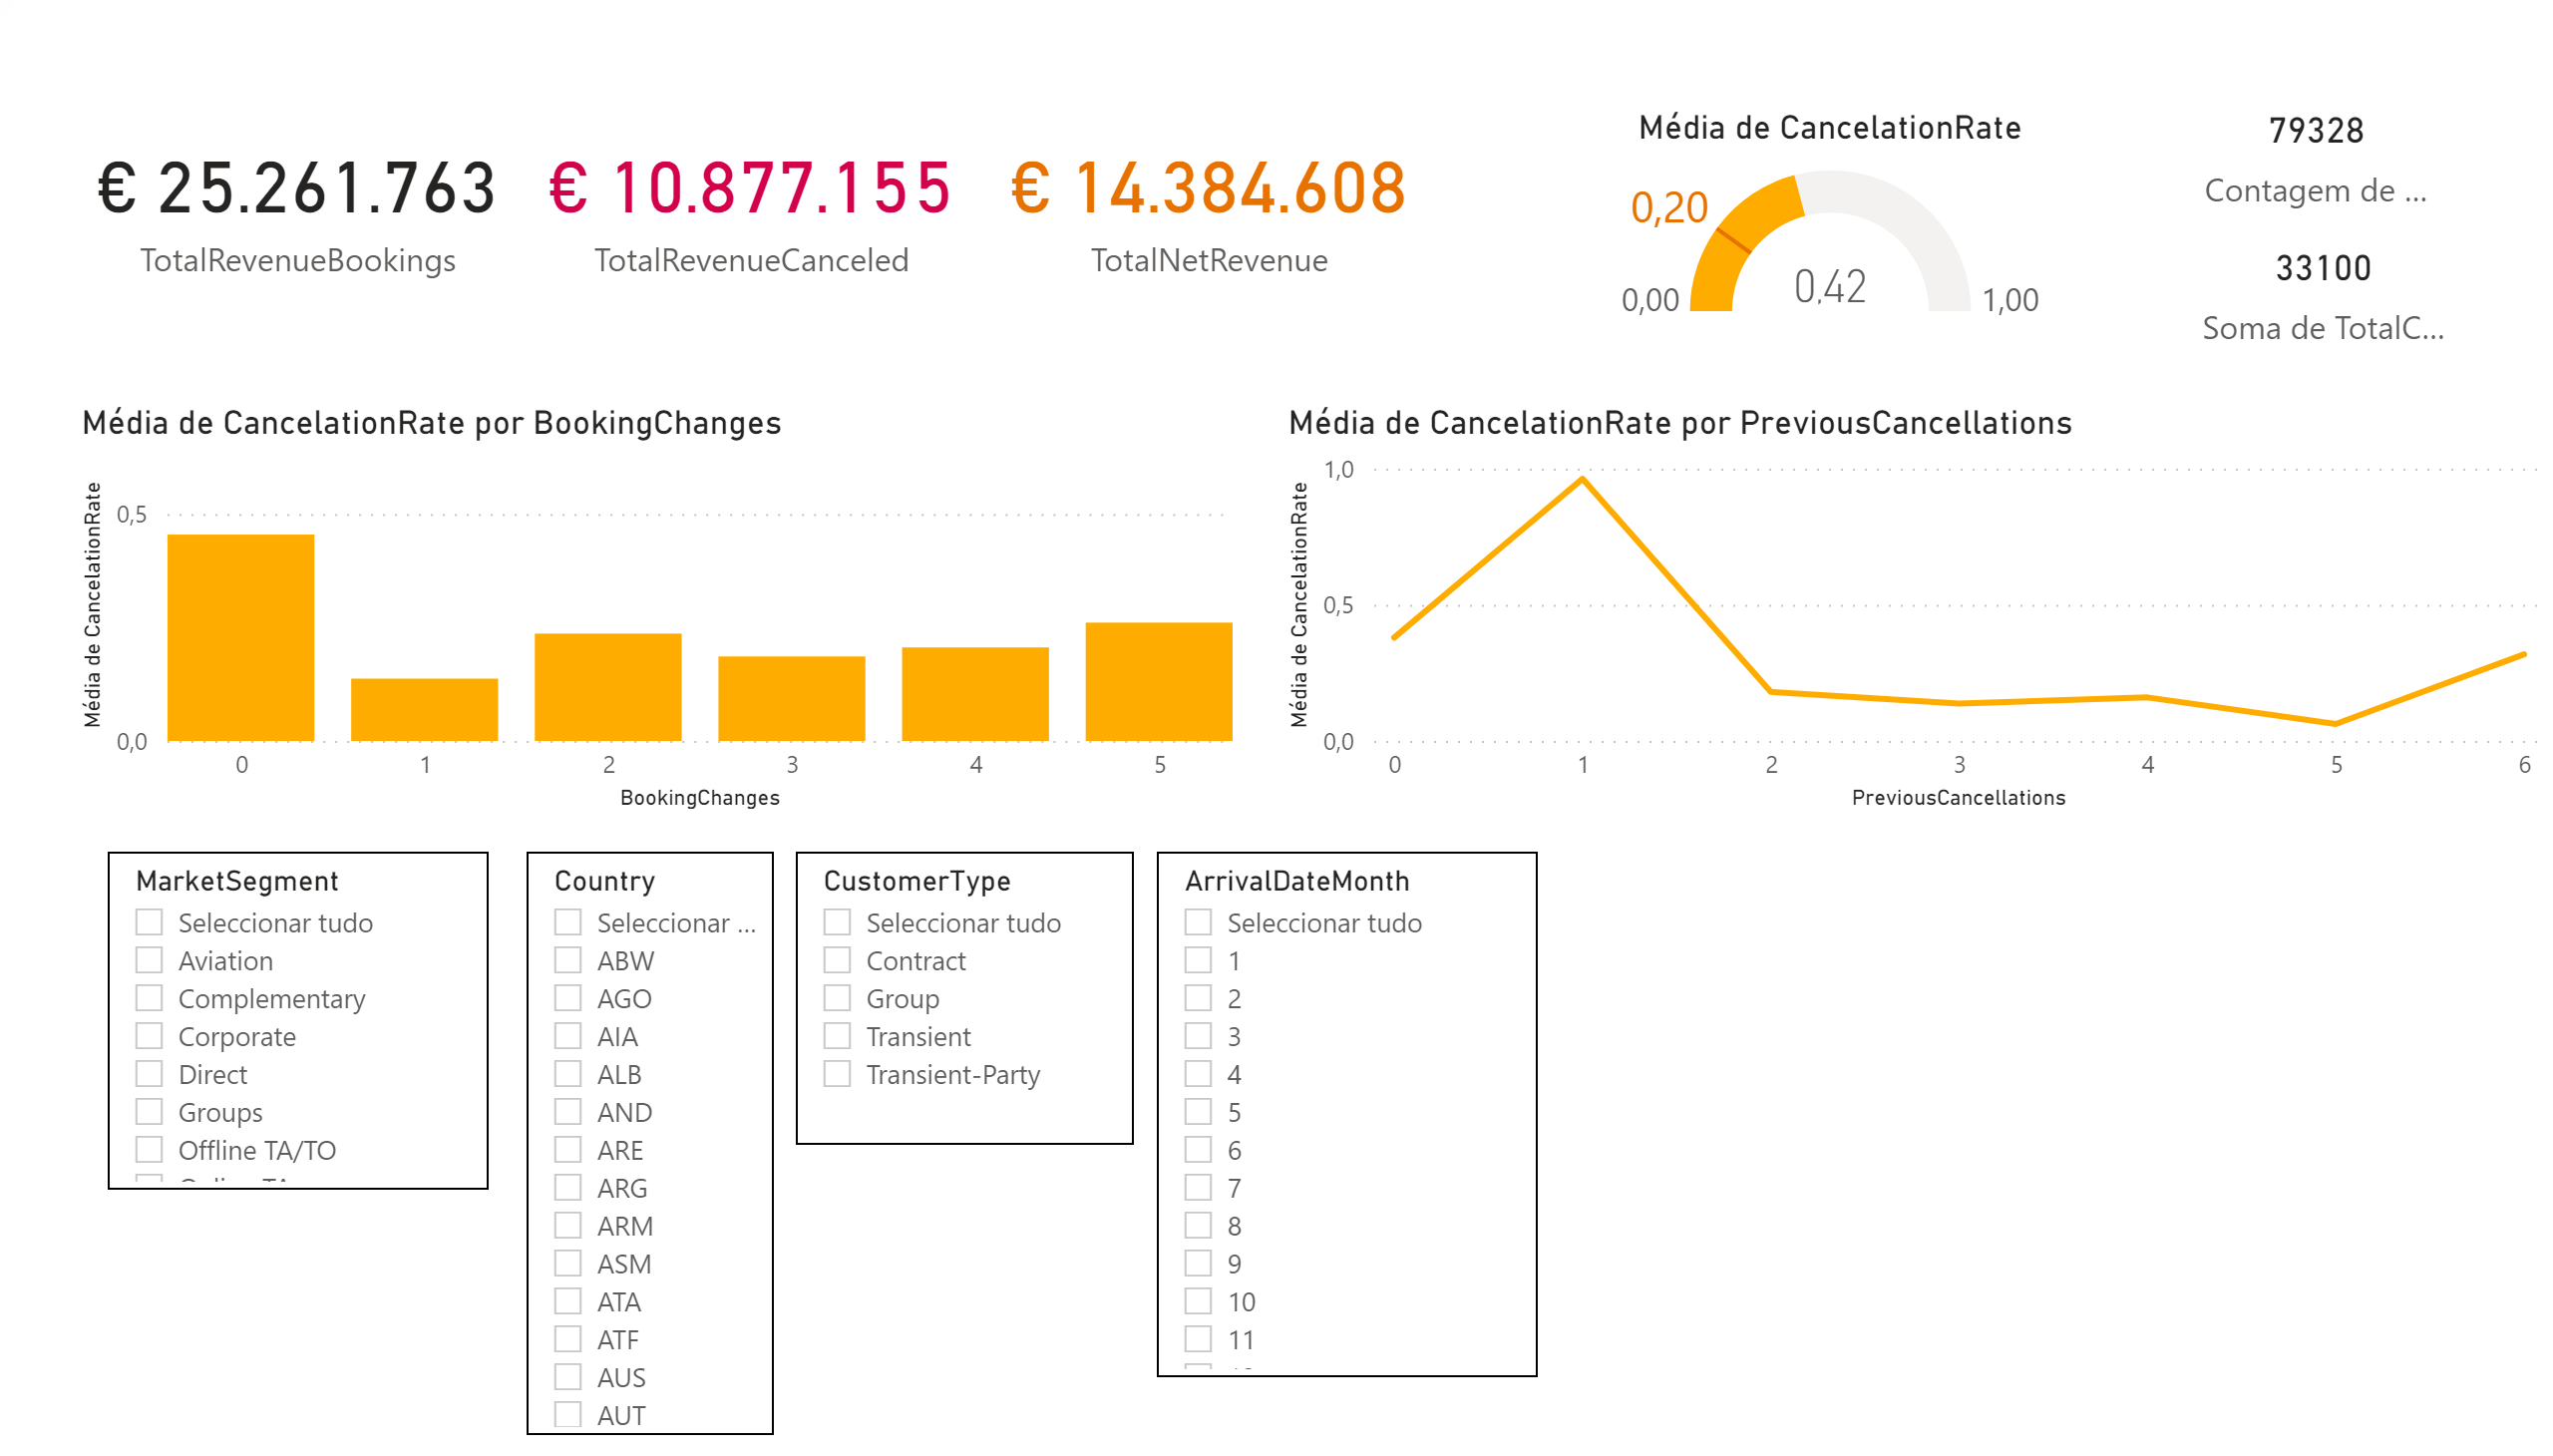 € 25.261.763
TotalRevenueBookings
€ 10.877.155
TotalRevenueCanceled
€ 14.384.608
TotalNetRevenue
Média de CancelationRate
0,20
0,00
0,42
1,00
79328
Contagem de ...
33100
Soma de TotalC...
Média de CancelationRate por BookingChanges
Média de CancelationRate
0,5
0,0
0 1 2 3 4 5
BookingChanges
Média de CancelationRate por PreviousCancellations
Média de CancelationRate
1,0
0,5
0,0
0 1 2 3 4 5 6
PreviousCancellations
MarketSegment
Seleccionar tudo
Aviation
Complementary
Corporate
Direct
Groups
Offline TA/TO
Country
Seleccionar ...
ABW
AGO
AIA
ALB
AND
ARE
ARG
ARM
ASM
ATA
ATF
AUS
AUT
CustomerType
Seleccionar tudo
Contract
Group
Transient
Transient-Party
ArrivalDateMonth
Seleccionar tudo
1
2
3
4
5
6
7
8
9
10
11